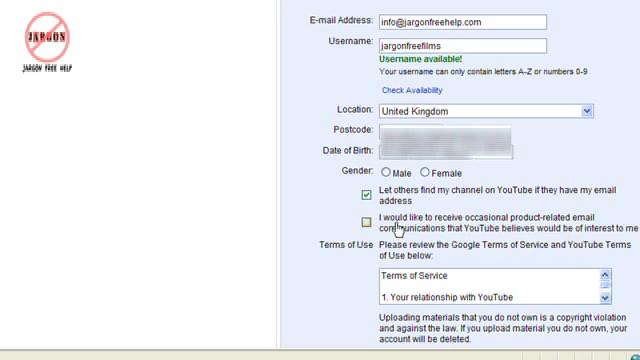 JARGON
JARGON FREE HELP
E-mail Address: info@jargonfreehelp.com
Username: jargonfreefilms
Username available!
Your username can only contain letters A-Z or numbers 0-9
Check Availability
Location: United Kingdom
Postcode:
Date of Birth:
Gender: Male Female
Let others find my channel on YouTube if they have my email
address
I would like to receive occasional product-related email
communications that YouTube believes would be of interest to me
Terms of Use Please review the Google Terms of Service and YouTube Terms
of Use below:
Terms of Service
1. Your relationship with YouTube
Uploading materials that you do not own is a copyright violation
and against the law. If you upload material you do not own, your
account will be deleted.